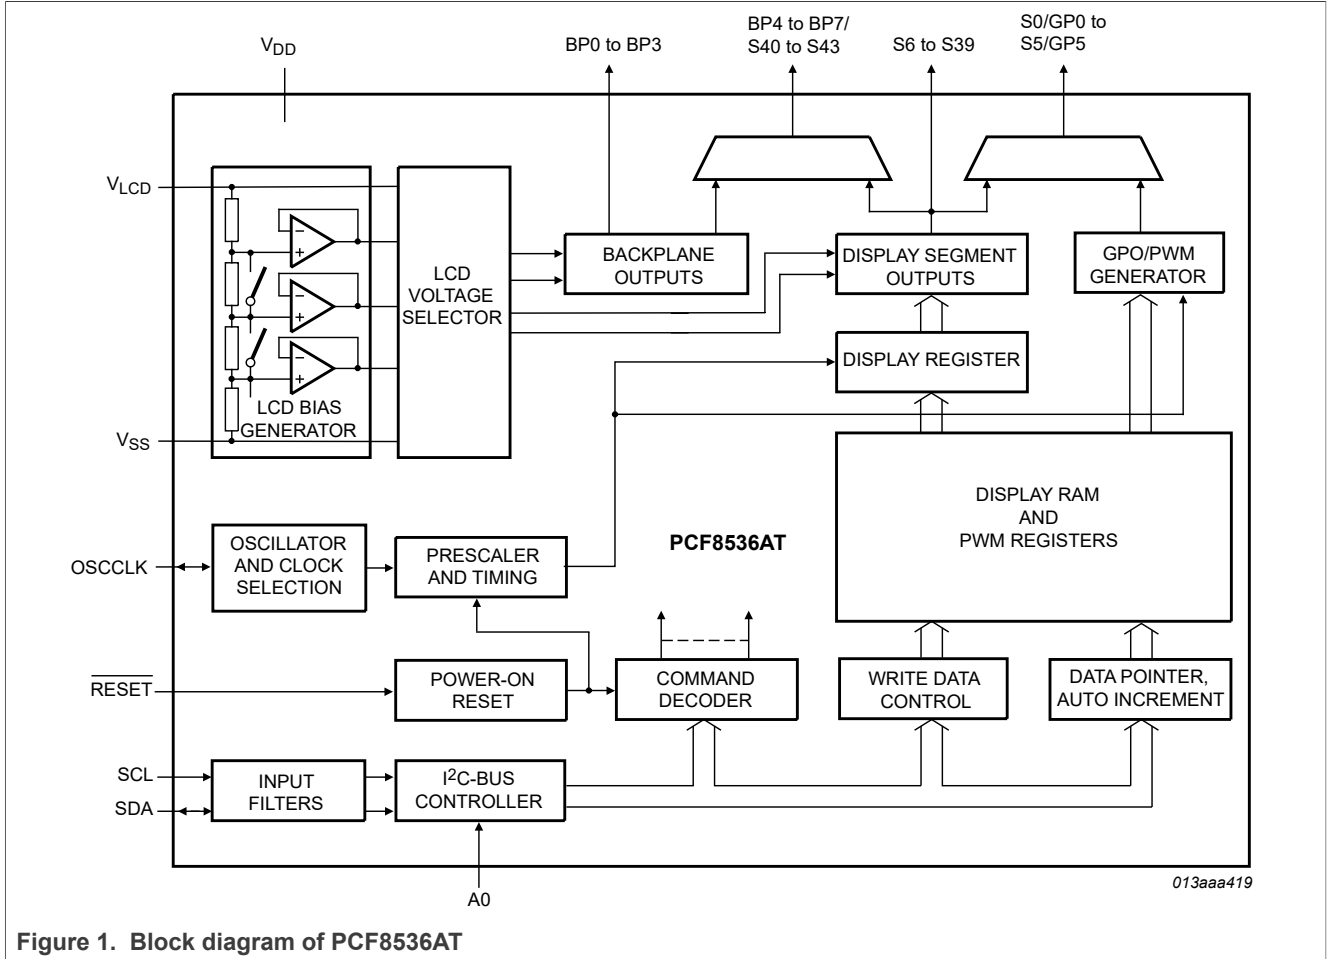 BP4 to BP7/
S40 to S43
S0/GP0 to
S5/GP5
VDD
BP0 to BP3
S6 to S39
VLCD
BACKPLANE
OUTPUTS
DISPLAY SEGMENT
OUTPUTS
GPO/PWM
GENERATOR
LCD
VOLTAGE
SELECTOR
− +
− +
− +
DISPLAY REGISTER
LCD BIAS
GENERATOR
VSS
DISPLAY RAM
AND
PWM REGISTERS
PCF8536AT
OSCCLK
OSCILLATOR
AND CLOCK
SELECTION
PRESCALER
AND TIMING
RESET
POWER-ON
RESET
COMMAND
DECODER
WRITE DATA
CONTROL
DATA POINTER,
AUTO INCREMENT
SCL
SDA
INPUT
FILTERS
I2C-BUS
CONTROLLER
A0
013aaa419
Figure 1. Block diagram of PCF8536AT